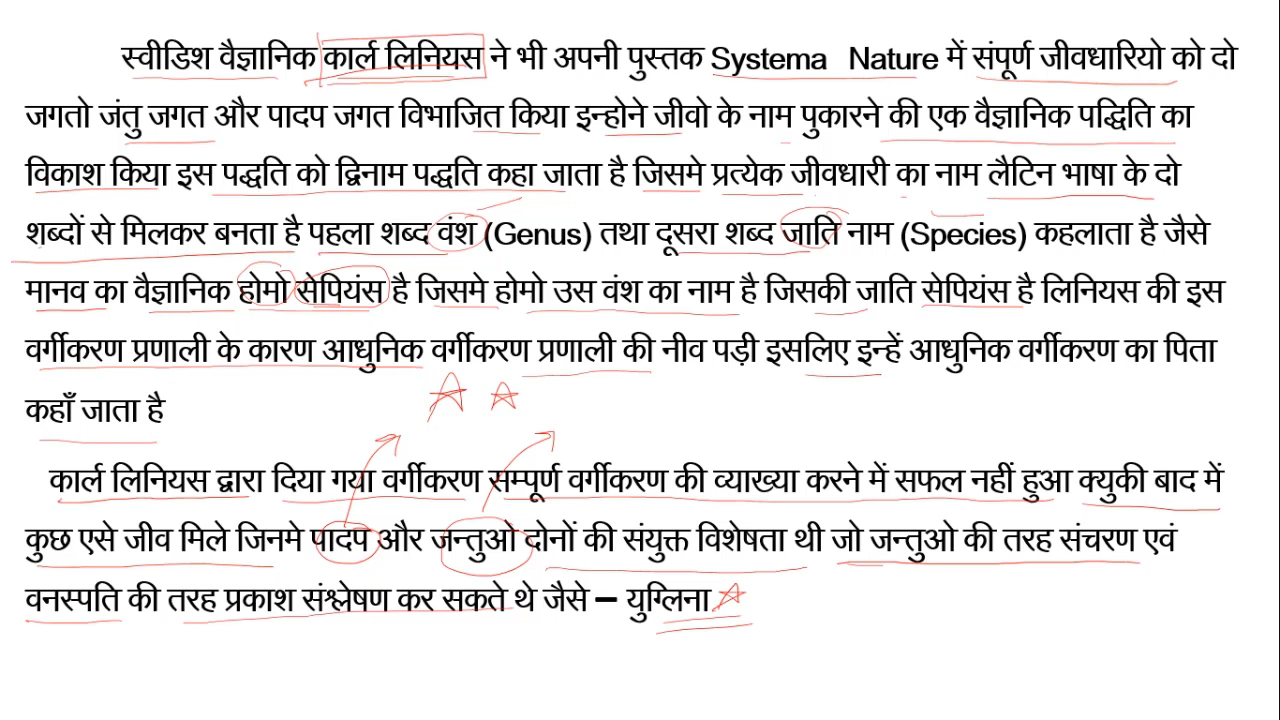 स्वीडिश वैज्ञानिक कार्ल लिनियस ने भी अपनी पुस्तक Systema Nature में संपूर्ण जीवधारियो को दो
जगतो जंतु जगत और पादप जगत विभाजित किया इन्होने जीवो के नाम पुकारने की एक वैज्ञानिक पद्धिति का
विकाश किया इस पद्धति को द्विनाम पद्धति कहा जाता है जिसमे प्रत्येक जीवधारी का नाम लैटिन भाषा के दो
शब्दों से मिलकर बनता है पहला शब्द वंश (Genus) तथा दूसरा शब्द जाति नाम (Species) कहलाता है जैसे
मानव का वैज्ञानिक होमो सेपियंस है जिसमे होमो उस वंश का नाम है जिसकी जाति सेपियंस है लिनियस की इस
वर्गीकरण प्रणाली के कारण आधुनिक वर्गीकरण प्रणाली की नीव पड़ी इसलिए इन्हें आधुनिक वर्गीकरण का पिता
कहाँ जाता है
कार्ल लिनियस द्वारा दिया गया वर्गीकरण सम्पूर्ण वर्गीकरण की व्याख्या करने में सफल नहीं हुआ क्युकी बाद में
कुछ एसे जीव मिले जिनमे पादप और जन्तुओ दोनों की संयुक्त विशेषता थी जो जन्तुओ की तरह संचरण एवं
वनस्पति की तरह प्रकाश संश्लेषण कर सकते थे जैसे – युग्लिना